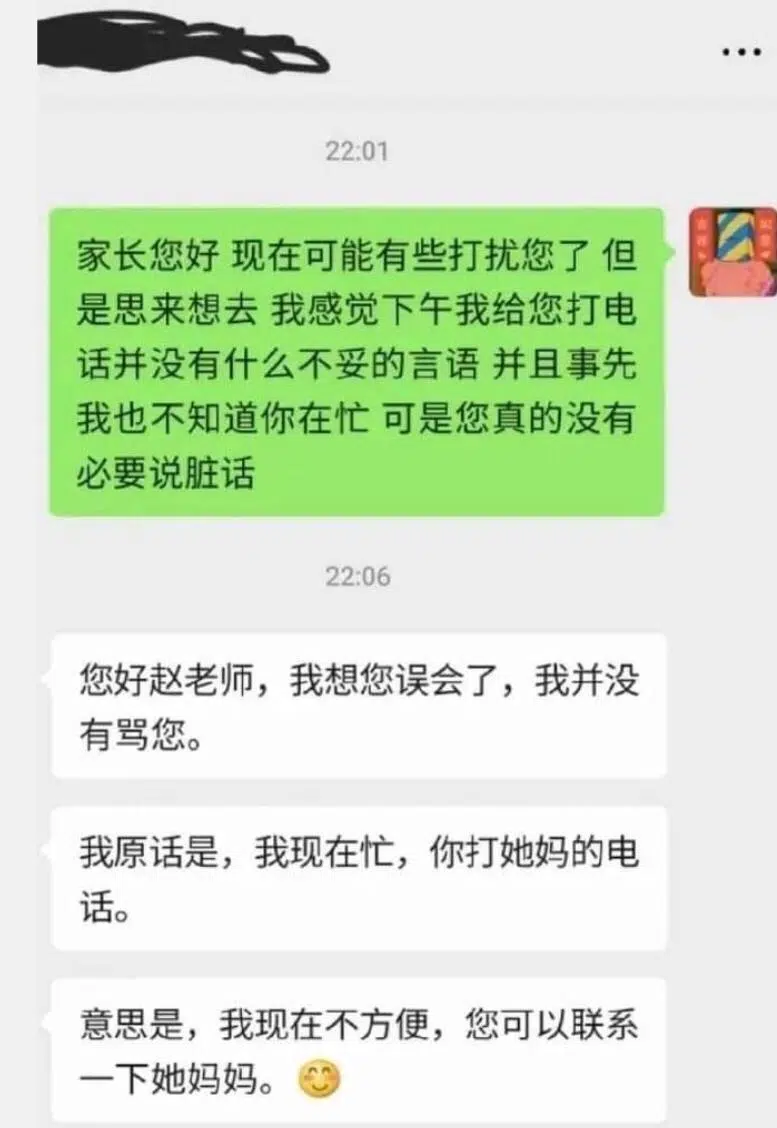 22:01
家长您好 现在可能有些打扰您了 但
是思来想去 我感觉下午我给您打电
话并没有什么不妥的言语 并且事先
我也不知道你在忙 可是您真的没有
必要说脏话
22:06
您好赵老师，我想您误会了，我并没
有骂您。
我原话是，我现在忙，你打她妈的电
话。
意思是，我现在不方便，您可以联系
一下她妈妈。